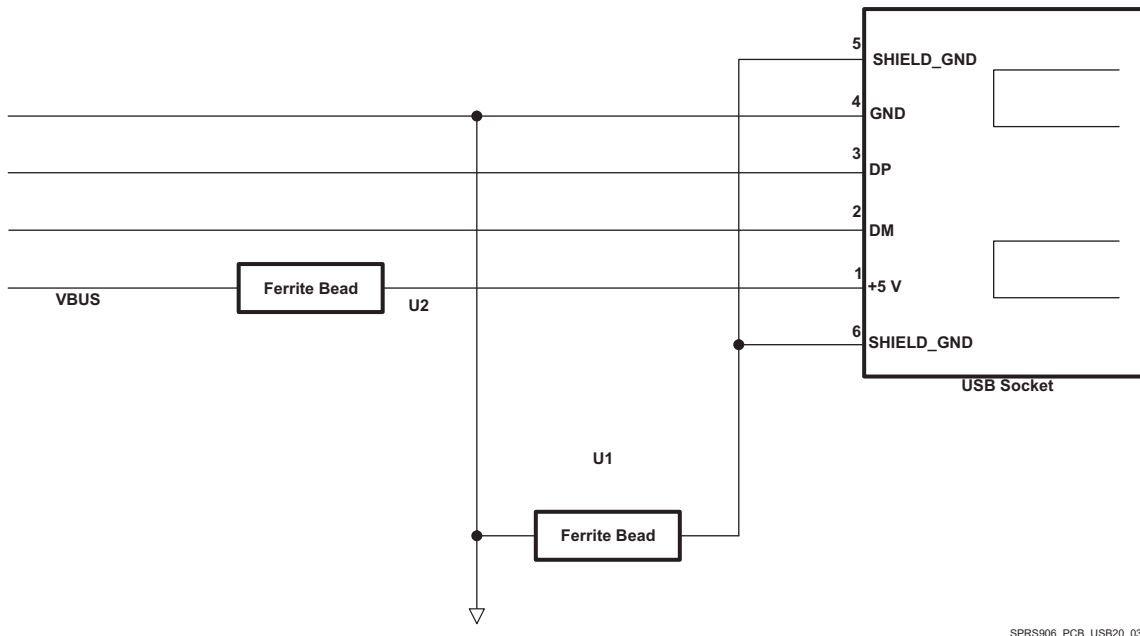 5
SHIELD_GND
4
GND
3
DP
2
DM
1
+5 V
Ferrite Bead
VBUS
U2
6
SHIELD_GND
USB Socket
U1
Ferrite Bead
SPRS906_PCB_USB20_03